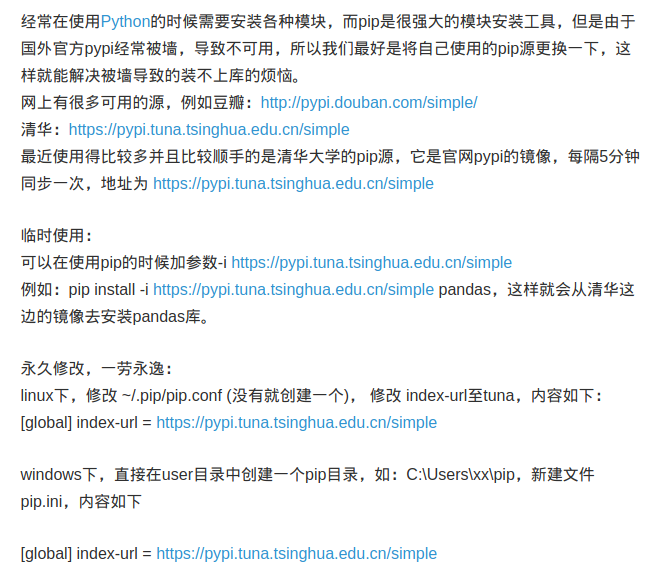 经常在使用Python的时候需要安装各种模块，而pip是很强大的模块安装工具，但是由于
国外官方pypi经常被墙，导致不可用，所以我们最好是将自己使用的pip源更换一下，这
样就能解决被墙导致的装不上库的烦恼。
网上有很多可用的源，例如豆瓣：http://pypi.douban.com/simple/
清华：https://pypi.tuna.tsinghua.edu.cn/simple
最近使用得比较多并且比较顺手的是清华大学的pip源，它是官网pypi的镜像，每隔5分钟
同步一次，地址为 https://pypi.tuna.tsinghua.edu.cn/simple
临时使用：
可以在使用pip的时候加参数-i https://pypi.tuna.tsinghua.edu.cn/simple
例如：pip install -i https://pypi.tuna.tsinghua.edu.cn/simple pandas，这样就会从清华这
边的镜像去安装pandas库。
永久修改，一劳永逸：
linux下，修改 ~/.pip/pip.conf (没有就创建一个)， 修改 index-url至tuna，内容如下：
[global] index-url = https://pypi.tuna.tsinghua.edu.cn/simple
windows下，直接在user目录中创建一个pip目录，如：C:\Users\xx\pip，新建文件
pip.ini，内容如下
[global] index-url = https://pypi.tuna.tsinghua.edu.cn/simple